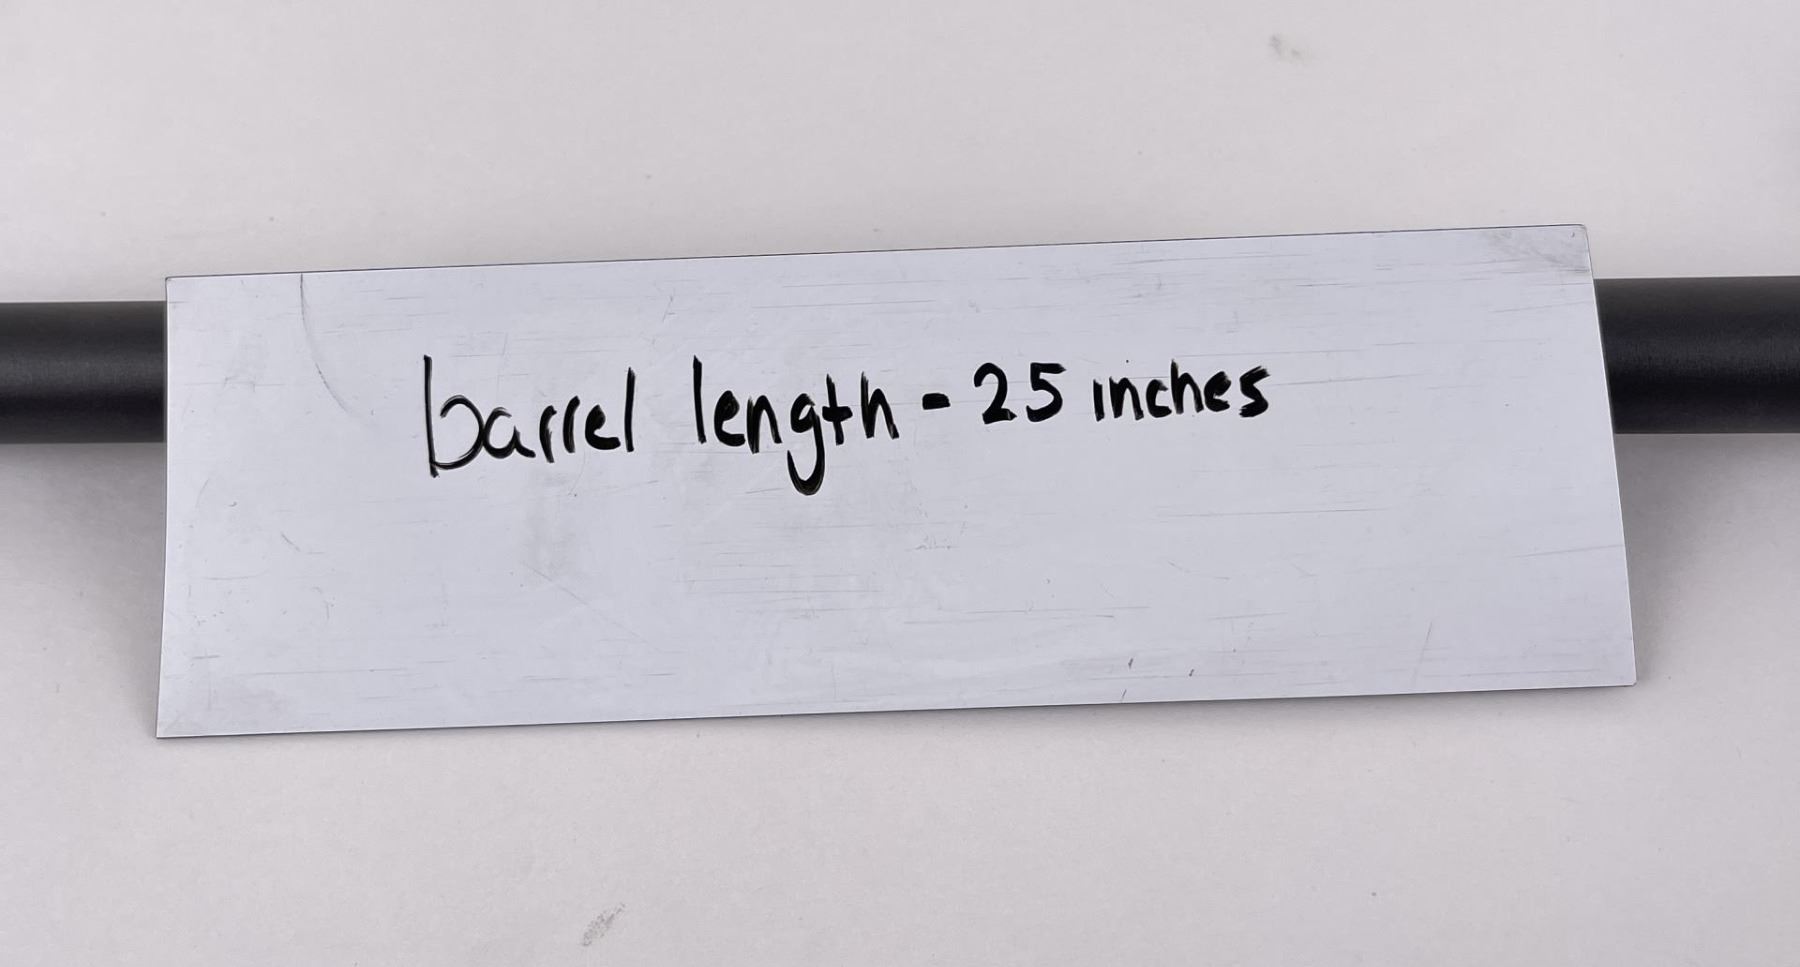 barrel length - 25 inches